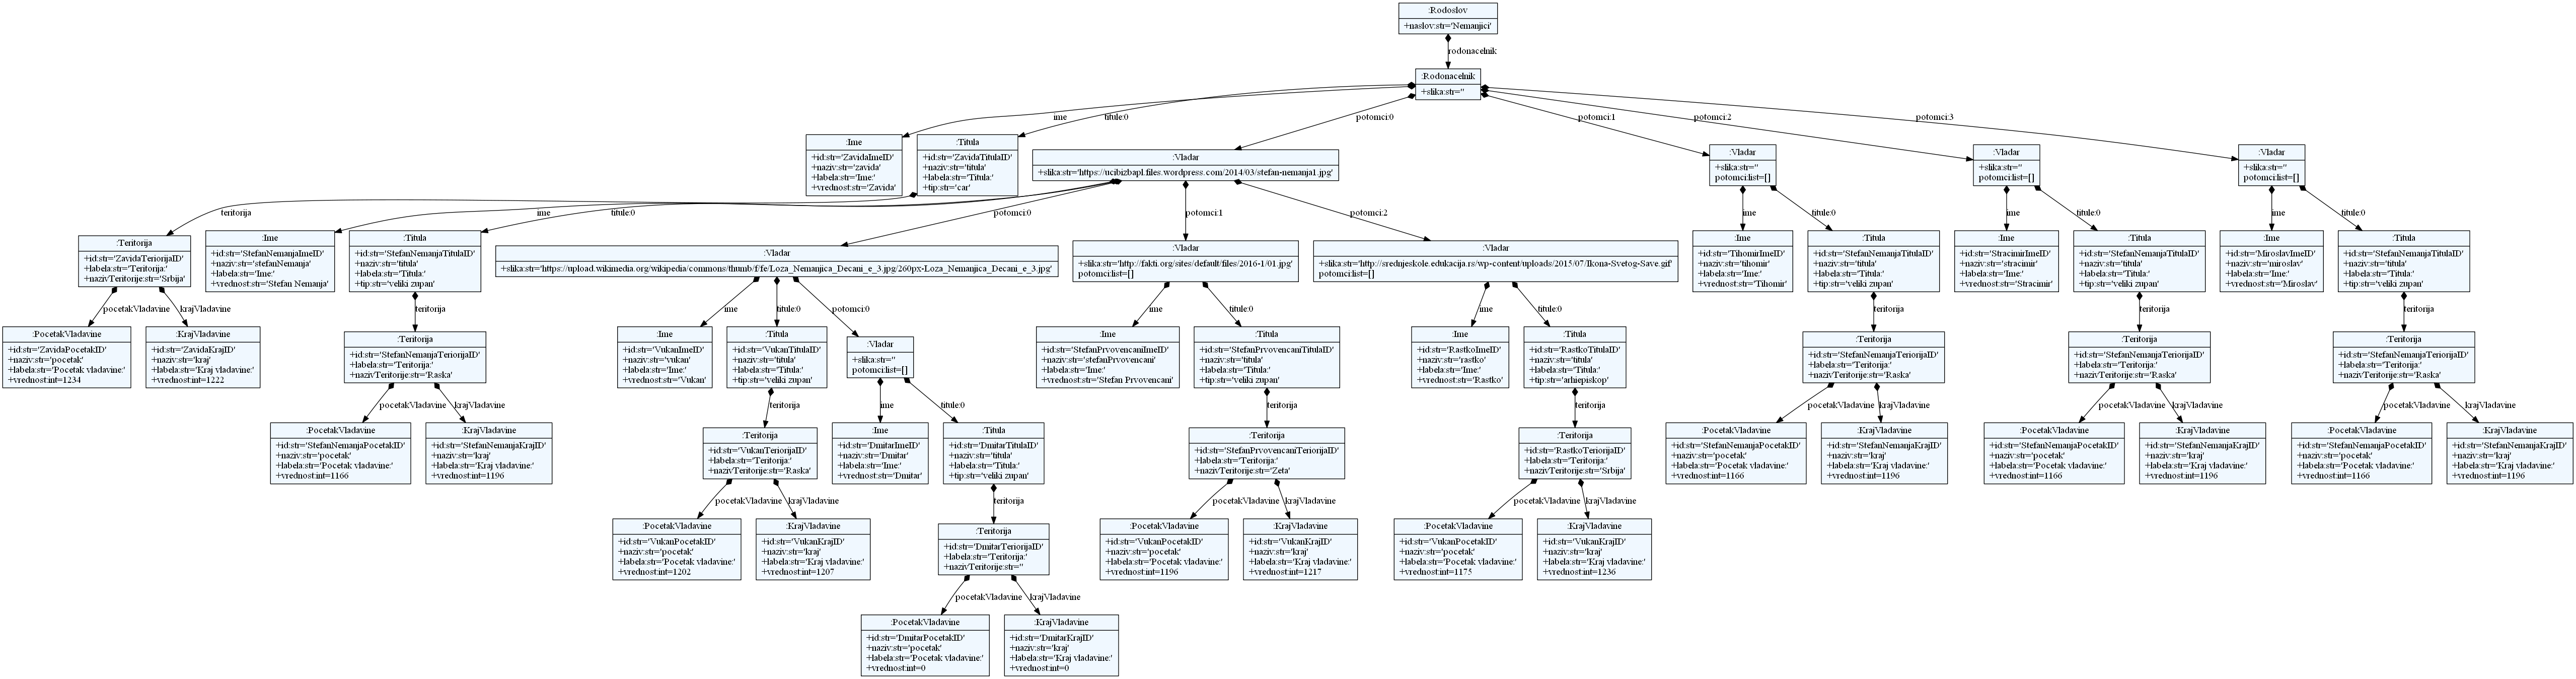 :Rodoslov
+naslov:str='Nemanjici'
rodonacelnik
:Rodonacelnik
+slika:str=''
ime
titule:0
potomci:0
potomci:1
potomci:2
potomci:3
:Ime
+id:str='ZavidaImeID'
+naziv:str='zavida'
+labela:str='Ime:'
+vrednost:str='Zavida'
:Titula
+id:str='ZavidaTitulaID'
+naziv:str='titula'
+labela:str='Titula:'
+tip:str='car'
:Vladar
+slika:str='https://ucibizbapl.files.wordpress.com/2014/03/stefan-nemanja1.jpg'
:Vladar
+slika:str=''
potomci:list=[]
:Vladar
+slika:str=''
potomci:list=[]
:Vladar
+slika:str=''
potomci:list=[]
teritorija
ime
titule:0
potomci:0
potomci:1
potomci:2
ime
titule:0
ime
titule:0
ime
titule:0
:Teritorija
+id:str='ZavidaTeriorijaID'
+labela:str='Teritorija:'
+nazivTeritorije:str='Srbija'
:Ime
+id:str='StefanNemanjaImeID'
+naziv:str='stefanNemanja'
+labela:str='Ime:'
+vrednost:str='Stefan Nemanja'
:Titula
+id:str='StefanNemanjaTitulaID'
+naziv:str='titula'
+labela:str='Titula:'
+tip:str='veliki zupan'
:Vladar
+slika:str='https://upload.wikimedia.org/wikipedia/commons/thumb/f/fe/Loza_Nemanjica_Decani_e_3.jpg/260px-Loza_Nemanjica_Decani_e_3.jpg'
:Vladar
+slika:str='http://fakti.org/sites/default/files/2016-1/01.jpg'
potomci:list=[]
:Vladar
+slika:str='http://srednjeskole.edukacija.rs/wp-content/uploads/2015/07/Ikona-Svetog-Save.gif'
potomci:list=[]
:Ime
+id:str='TihomirImeID'
+naziv:str='tihomir'
+labela:str='Ime:'
+vrednost:str='Tihomir'
:Titula
+id:str='StefanNemanjaTitulaID'
+naziv:str='titula'
+labela:str='Titula:'
+tip:str='veliki zupan'
:Ime
+id:str='StracimirImeID'
+naziv:str='stracimir'
+labela:str='Ime:'
+vrednost:str='Stracimir'
:Titula
+id:str='StefanNemanjaTitulaID'
+naziv:str='titula'
+labela:str='Titula:'
+tip:str='veliki zupan'
:Ime
+id:str='MiroslavImeID'
+naziv:str='miroslav'
+labela:str='Ime:'
+vrednost:str='Miroslav'
:Titula
+id:str='StefanNemanjaTitulaID'
+naziv:str='titula'
+labela:str='Titula:'
+tip:str='veliki zupan'
pocetakVladavine
krajVladavine
teritorija
ime
titule:0
potomci:0
ime
titule:0
ime
titule:0
teritorija
teritorija
teritorija
:PocetakVladavine
+id:str='ZavidaPocetakID'
+naziv:str='pocetak'
+labela:str='Pocetak vladavine:'
+vrednost:int=1234
:KrajVladavine
+id:str='ZavidaKrajID'
+naziv:str='kraj'
+labela:str='Kraj vladavine:'
+vrednost:int=1222
:Teritorija
+id:str='StefanNemanjaTeriorijaID'
+labela:str='Teritorija:'
+nazivTeritorije:str='Raska'
:Ime
+id:str='VukanImeID'
+naziv:str='vukan'
+labela:str='Ime:'
+vrednost:str='Vukan'
:Titula
+id:str='VukanTitulaID'
+naziv:str='titula'
+labela:str='Titula:'
+tip:str='veliki zupan'
:Vladar
+slika:str=''
potomci:list=[]
:Ime
+id:str='StefanPrvovencaniImeID'
+naziv:str='stefanPrvovencani'
+labela:str='Ime:'
+vrednost:str='Stefan Prvovencani'
:Titula
+id:str='StefanPrvovencaniTitulaID'
+naziv:str='titula'
+labela:str='Titula:'
+tip:str='veliki zupan'
:Ime
+id:str='RastkoImeID'
+naziv:str='rastko'
+labela:str='Ime:'
+vrednost:str='Rastko'
:Titula
+id:str='RastkoTitulaID'
+naziv:str='titula'
+labela:str='Titula:'
+tip:str='arhiepiskop'
:Teritorija
+id:str='StefanNemanjaTeriorijaID'
+labela:str='Teritorija:'
+nazivTeritorije:str='Raska'
:Teritorija
+id:str='StefanNemanjaTeriorijaID'
+labela:str='Teritorija:'
+nazivTeritorije:str='Raska'
:Teritorija
+id:str='StefanNemanjaTeriorijaID'
+labela:str='Teritorija:'
+nazivTeritorije:str='Raska'
pocetakVladavine
krajVladavine
teritorija
ime
titule:0
teritorija
teritorija
pocetakVladavine
krajVladavine
pocetakVladavine
krajVladavine
pocetakVladavine
krajVladavine
:PocetakVladavine
+id:str='StefanNemanjaPocetakID'
+naziv:str='pocetak'
+labela:str='Pocetak vladavine:'
+vrednost:int=1166
:KrajVladavine
+id:str='StefanNemanjaKrajID'
+naziv:str='kraj'
+labela:str='Kraj vladavine:'
+vrednost:int=1196
:Teritorija
+id:str='VukanTeriorijaID'
+labela:str='Teritorija:'
+nazivTeritorije:str='Raska'
:Ime
+id:str='DmitarImeID'
+naziv:str='Dmitar'
+labela:str='Ime:'
+vrednost:str='Dmitar'
:Titula
+id:str='DmitarTitulaID'
+naziv:str='titula'
+labela:str='Titula:'
+tip:str='veliki zupan'
:Teritorija
+id:str='StefanPrvovencaniTeriorijaID'
+labela:str='Teritorija:'
+nazivTeritorije:str='Zeta'
:Teritorija
+id:str='RastkoTeriorijaID'
+labela:str='Teritorija:'
+nazivTeritorije:str='Srbija'
:PocetakVladavine
+id:str='StefanNemanjaPocetakID'
+naziv:str='pocetak'
+labela:str='Pocetak vladavine:'
+vrednost:int=1166
:KrajVladavine
+id:str='StefanNemanjaKrajID'
+naziv:str='kraj'
+labela:str='Kraj vladavine:'
+vrednost:int=1196
:PocetakVladavine
+id:str='StefanNemanjaPocetakID'
+naziv:str='pocetak'
+labela:str='Pocetak vladavine:'
+vrednost:int=1166
:KrajVladavine
+id:str='StefanNemanjaKrajID'
+naziv:str='kraj'
+labela:str='Kraj vladavine:'
+vrednost:int=1196
:PocetakVladavine
+id:str='StefanNemanjaPocetakID'
+naziv:str='pocetak'
+labela:str='Pocetak vladavine:'
+vrednost:int=1166
:KrajVladavine
+id:str='StefanNemanjaKrajID'
+naziv:str='kraj'
+labela:str='Kraj vladavine:'
+vrednost:int=1196
pocetakVladavine
krajVladavine
teritorija
pocetakVladavine
krajVladavine
pocetakVladavine
krajVladavine
:PocetakVladavine
+id:str='VukanPocetakID'
+naziv:str='pocetak'
+labela:str='Pocetak vladavine:'
+vrednost:int=1202
:KrajVladavine
+id:str='VukanKrajID'
+naziv:str='kraj'
+labela:str='Kraj vladavine:'
+vrednost:int=1207
:Teritorija
+id:str='DmitarTeriorijaID'
+labela:str='Teritorija:'
+nazivTeritorije:str=''
:PocetakVladavine
+id:str='VukanPocetakID'
+naziv:str='pocetak'
+labela:str='Pocetak vladavine:'
+vrednost:int=1196
:KrajVladavine
+id:str='VukanKrajID'
+naziv:str='kraj'
+labela:str='Kraj vladavine:'
+vrednost:int=1217
:PocetakVladavine
+id:str='VukanPocetakID'
+naziv:str='pocetak'
+labela:str='Pocetak vladavine:'
+vrednost:int=1175
:KrajVladavine
+id:str='VukanKrajID'
+naziv:str='kraj'
+labela:str='Kraj vladavine:'
+vrednost:int=1236
pocetakVladavine
krajVladavine
:PocetakVladavine
+id:str='DmitarPocetakID'
+naziv:str='pocetak'
+labela:str='Pocetak vladavine:'
+vrednost:int=0
:KrajVladavine
+id:str='DmitarKrajID'
+naziv:str='kraj'
+labela:str='Kraj vladavine:'
+vrednost:int=0